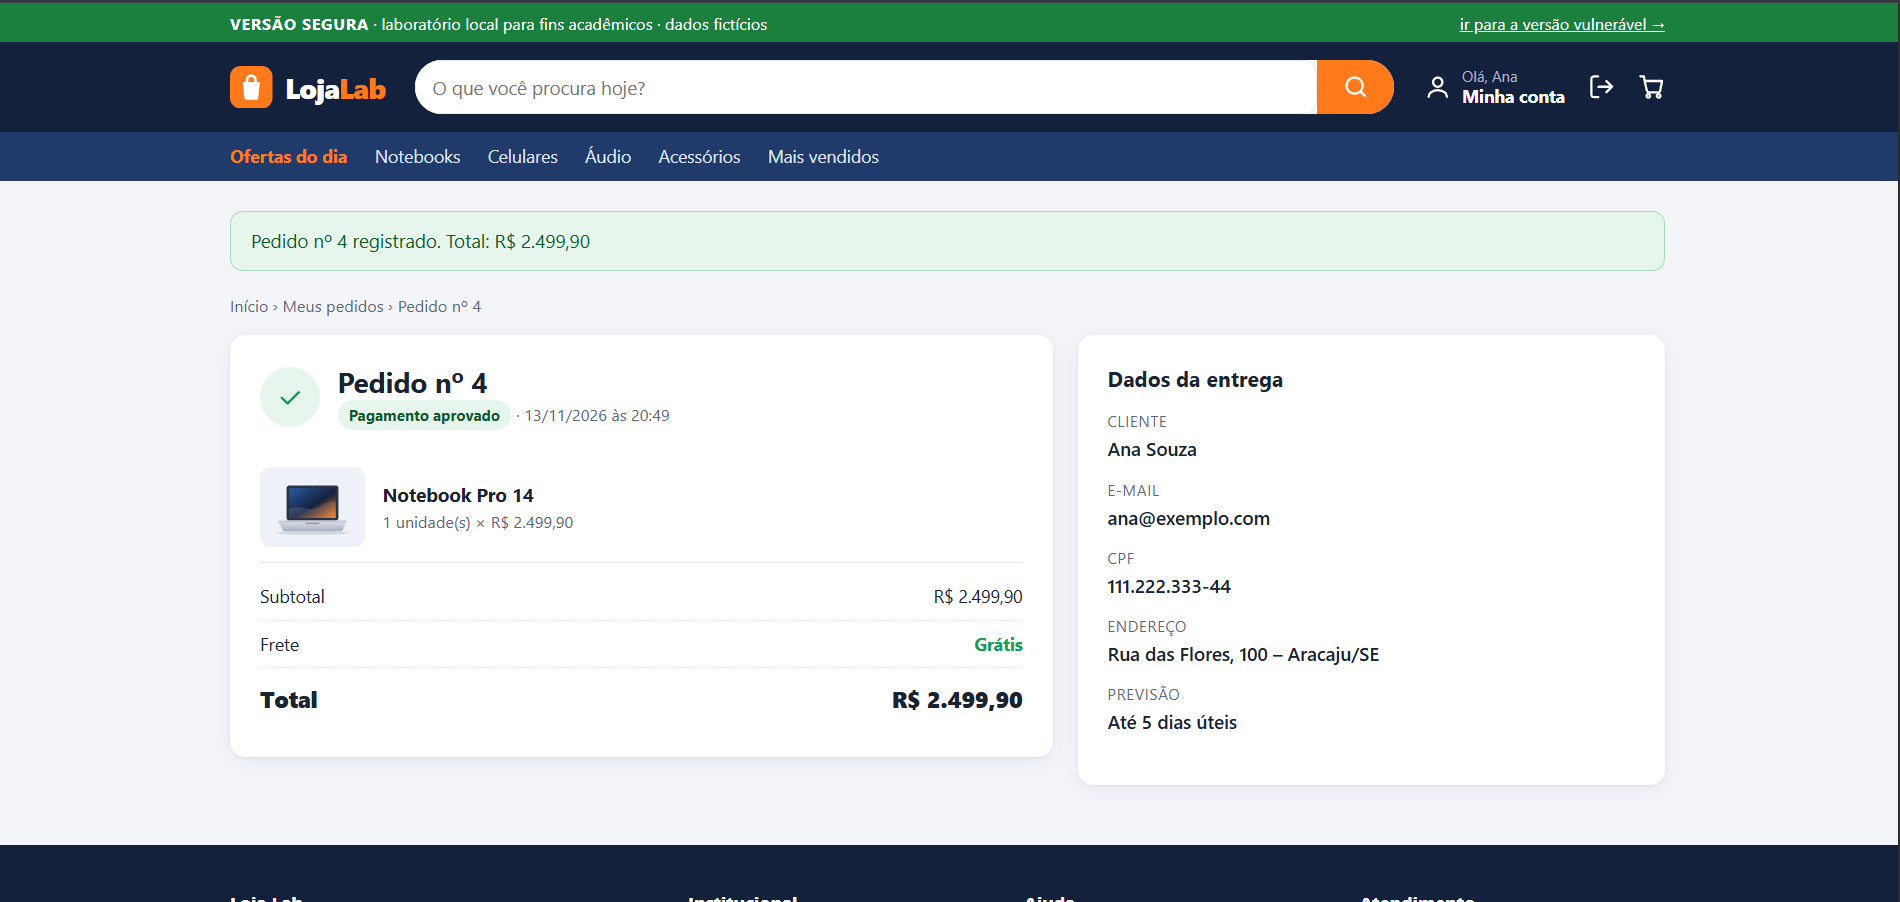 VERSÃO SEGURA · laboratório local para fins acadêmicos · dados fictícios
ir para a versão vulnerável →
LojaLab
O que você procura hoje?
Olá, Ana
Minha conta
Ofertas do dia
Notebooks
Celulares
Áudio
Acessórios
Mais vendidos
Pedido nº 4 registrado. Total: R$ 2.499,90
Início › Meus pedidos › Pedido nº 4
Pedido nº 4
Pagamento aprovado · 13/11/2026 às 20:49
Notebook Pro 14
1 unidade(s) × R$ 2.499,90
Subtotal R$ 2.499,90
Frete Grátis
Total R$ 2.499,90
Dados da entrega
CLIENTE
Ana Souza
E-MAIL
ana@exemplo.com
CPF
111.222.333-44
ENDEREÇO
Rua das Flores, 100 – Aracaju/SE
PREVISÃO
Até 5 dias úteis
Loja Lab
Institucional
Ajuda
Atendimento